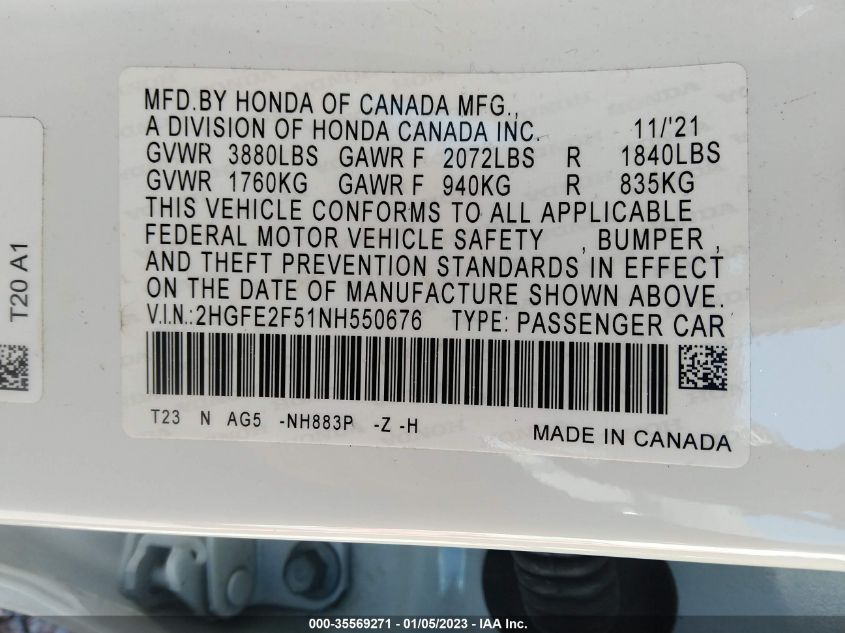 MFD.BY HONDA OF CANADA MFG.,
A DIVISION OF HONDA CANADA INC. 11/'21
GVWR 3880LBS GAWR F 2072LBS R 1840LBS
GVWR 1760KG GAWR F 940KG R 835KG
THIS VEHICLE CONFORMS TO ALL APPLICABLE
FEDERAL MOTOR VEHICLE SAFETY , BUMPER ,
AND THEFT PREVENTION STANDARDS IN EFFECT
ON THE DATE OF MANUFACTURE SHOWN ABOVE.
V.I.N.:2HGFE2F51NH550676 TYPE: PASSENGER CAR
T23 N AG5 -NH883P -Z -H
MADE IN CANADA
T20 A1
000-35569271 - 01/05/2023 - IAA Inc.